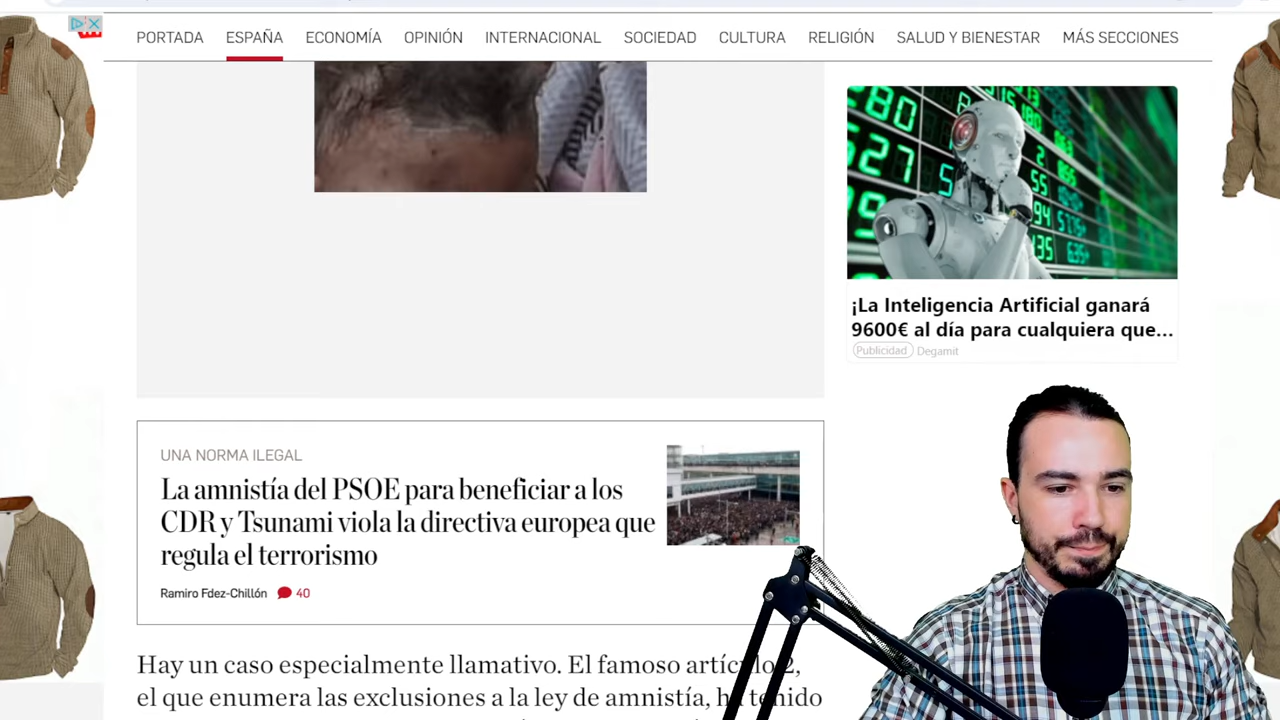 PORTADA ESPAÑA ECONOMÍA OPINIÓN INTERNACIONAL SOCIEDAD CULTURA RELIGIÓN SALUD Y BIENESTAR MÁS SECCIONES
¡La Inteligencia Artificial ganará
9600€ al día para cualquiera que...
Publicidad Degamit
UNA NORMA ILEGAL
La amnistía del PSOE para beneficiar a los
CDR y Tsunami viola la directiva europea que
regula el terrorismo
Ramiro Fdez-Chillón 40
Hay un caso especialmente llamativo. El famoso artículo 2,
el que enumera las exclusiones a la ley de amnistía, ha tenido